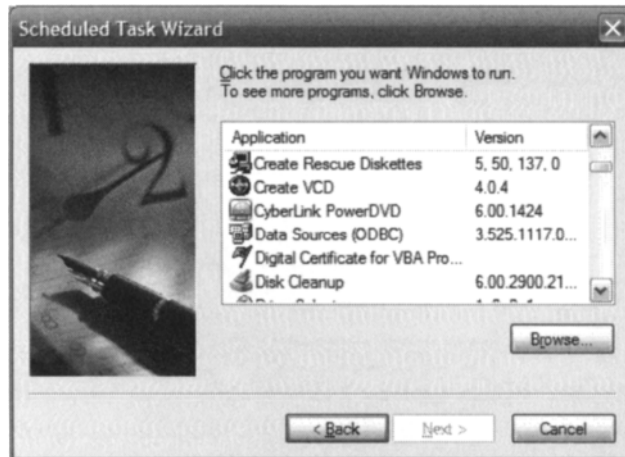 Scheduled Task Wizard
Click the program you want Windows to run.
To see more programs, click Browse.
Application Version
Create Rescue Diskettes 5, 50, 137, 0
Create VCD 4.0.4
CyberLink PowerDVD 6.00.1424
Data Sources (ODBC) 3.525.1117.0...
Digital Certificate for VBA Pro...
Disk Cleanup 6.00.2900.21...
Browse...
< Back Next > Cancel